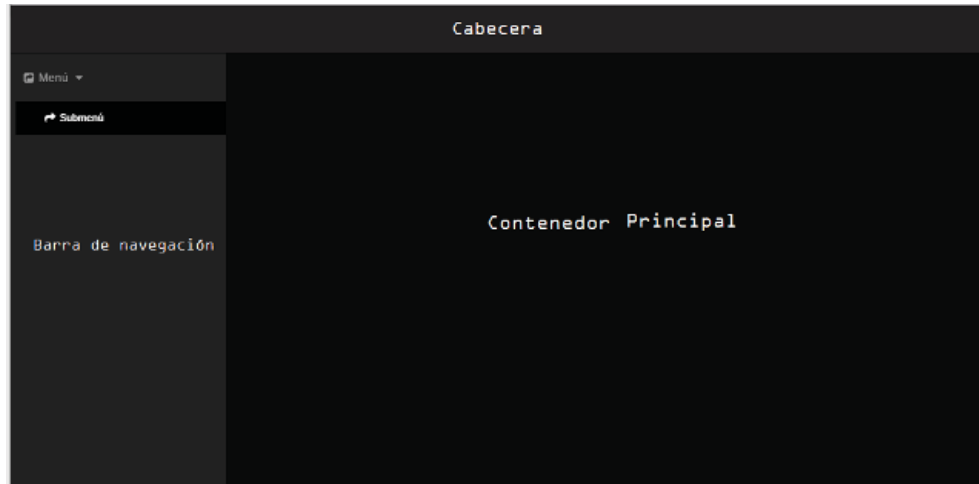 Cabecera
Menú
Submenú
Barra de navegación
Contenedor Principal